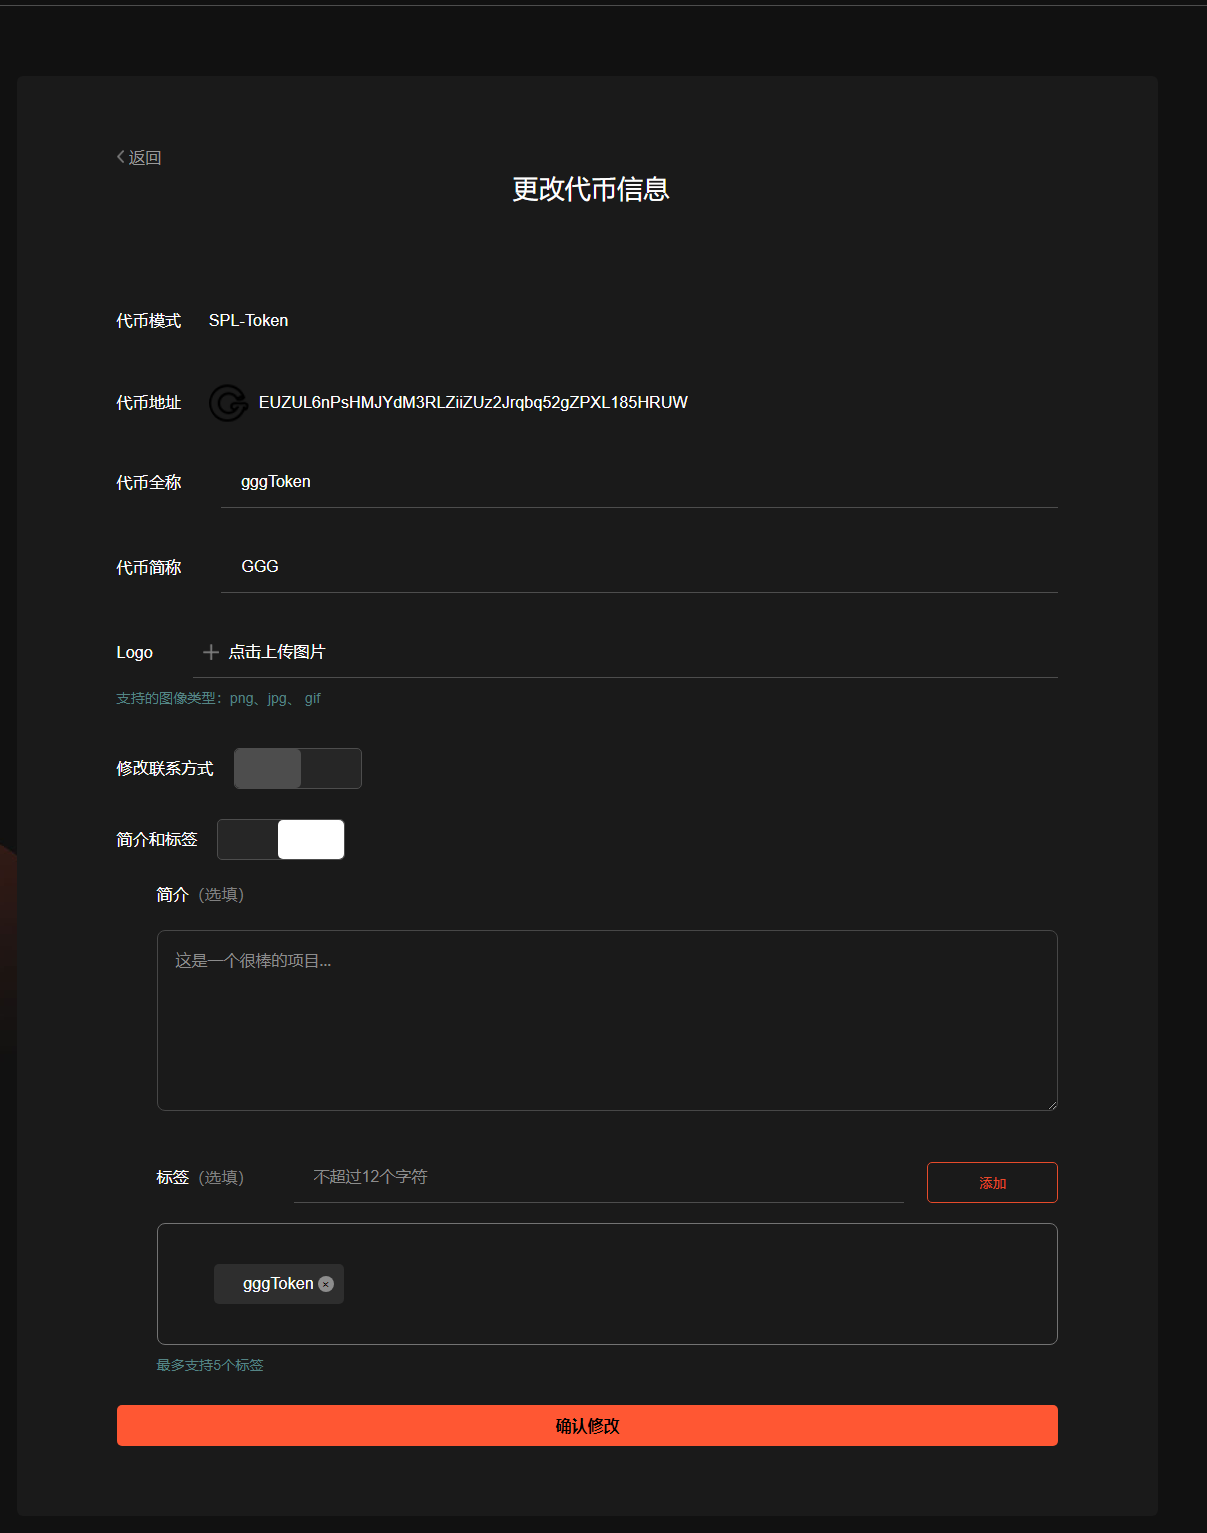 返回
更改代币信息
代币模式 SPL-Token
代币地址 EUZUL6nPsHMJYdM3RLZiiZUz2Jrqbq52gZPXL185HRUW
代币全称 gggToken
代币简称 GGG
Logo 点击上传图片
支持的图像类型：png、jpg、 gif
修改联系方式
简介和标签
简介（选填）
这是一个很棒的项目...
标签（选填） 不超过12个字符 添加
gggToken
最多支持5个标签
确认修改